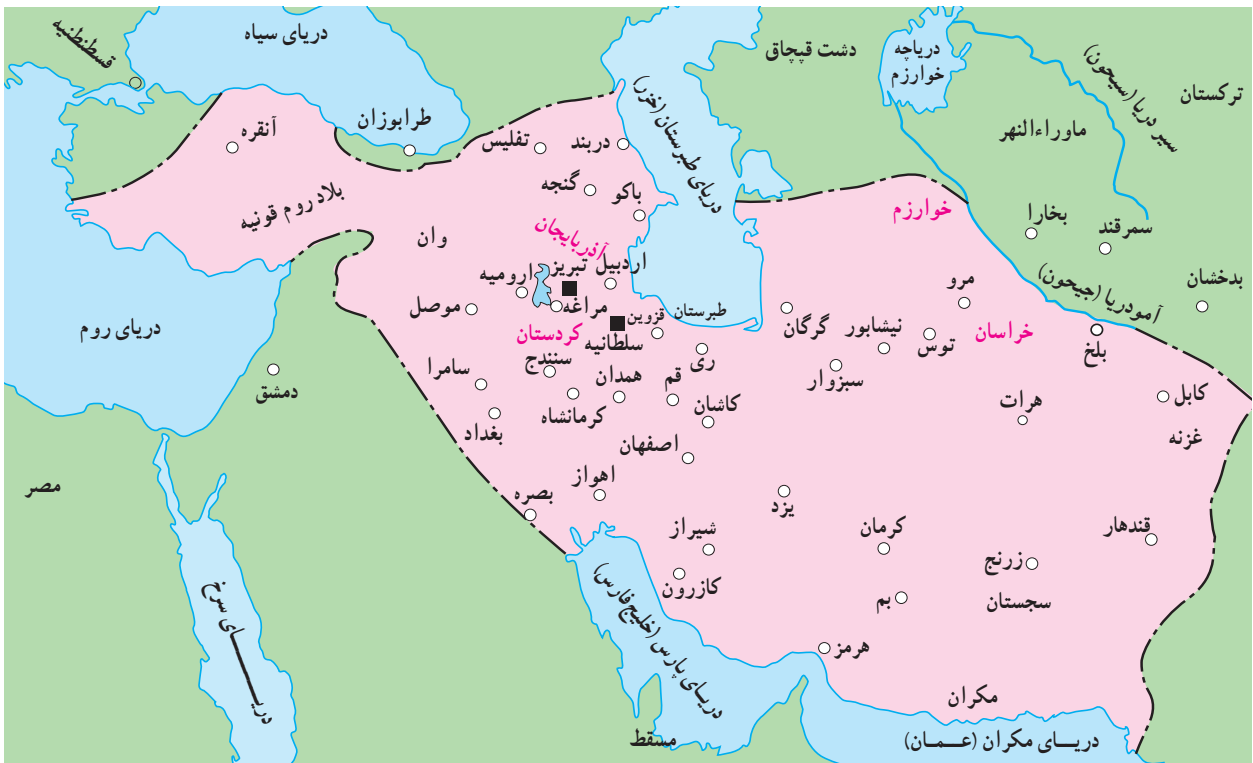 دریای سیاه
قسطنطنیه
دشت قپچاق
دریاچه
خوارزم
سیر دریا (سیحون)
ترکستان
ماوراءالنهر
آنقره
طرابوزان
تفلیس
دربند
گنجه
باکو
دریای طبرستان (خزر)
خوارزم
بخارا
سمرقند
بدخشان
آمودریا (جیحون)
بلاد روم قونیه
وان
آذربایجان
اردبیل
تبریز
ارومیه
مراغه
موصل
کردستان
سلطانیه
قزوین
طبرستان
گرگان
نیشابور
مرو
توس
خراسان
بلخ
دریای روم
دمشق
سامرا
سنندج
همدان
قم
ری
سبزوار
کابل
هرات
غزنه
بغداد
کرمانشاه
کاشان
اصفهان
مصر
بصره
اهواز
یزد
شیراز
کرمان
قندهار
زرنج
کازرون
سجستان
بم
دریـــای سرخ
دریـای پارس (خلیج‌فارس)
هرمز
مکران
مسقط
دریـای مکران (عـمـان)